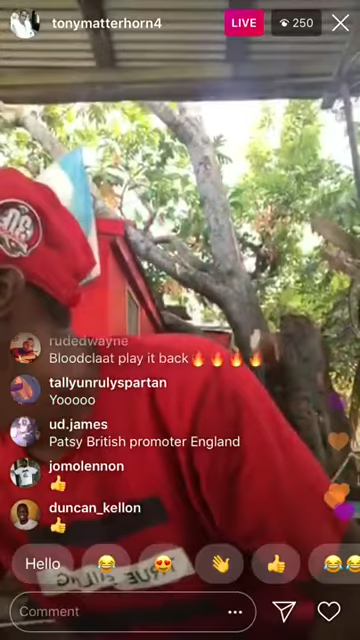 tonymatterhorn4
LIVE
250
rudedwayne
Bloodclaat play it back🔥🔥🔥🔥
tallyunrulyspartan
Yooooo
ud.james
Patsy British promoter England
jomolennon
👍
duncan_kellon
👍
Hello 😂 😍 👋 👍 😂😂
Comment